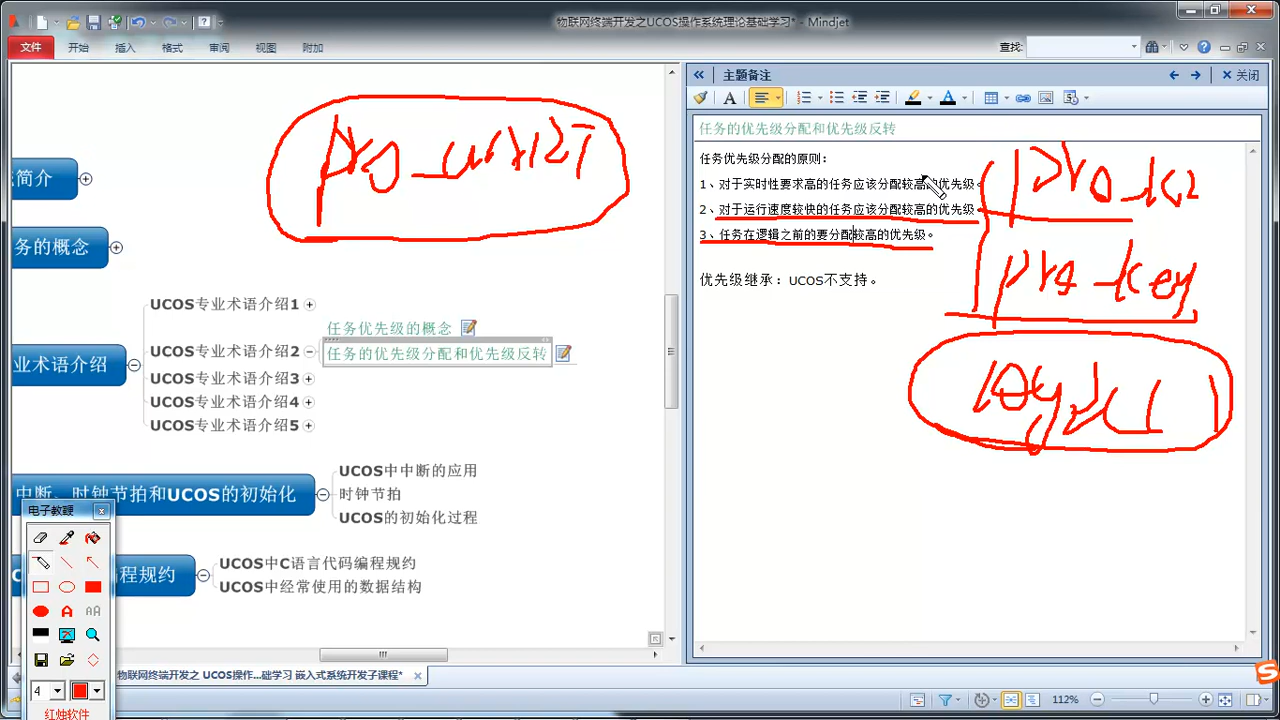 物联网终端开发之UCOS操作系统理论基础学习* - Mindjet
文件 开始 插入 格式 审阅 视图 附加 查找:
主题备注 关闭
任务的优先级分配和优先级反转
任务优先级分配的原则:
1、对于实时性要求高的任务应该分配较高的优先级。
2、对于运行速度较快的任务应该分配较高的优先级
3、任务在逻辑之前的要分配较高的优先级。
优先级继承: UCOS不支持。
pro_key
简介
务的概念
UCOS专业术语介绍1
任务优先级的概念
业术语介绍
UCOS专业术语介绍2
任务的优先级分配和优先级反转
UCOS专业术语介绍3
UCOS专业术语介绍4
UCOS专业术语介绍5
中断、时钟节拍和UCOS的初始化
UCOS中中断的应用
时钟节拍
UCOS的初始化过程
程规约
UCOS中C语言代码编程规约
UCOS中经常使用的数据结构
电子教鞭
4
红烛软件
物联网终端开发之 UCOS操作...础学习 嵌入式系统开发子课程*
112%